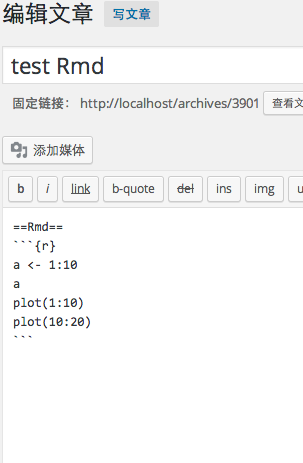 编辑文章 写文章
test Rmd
固定链接： http://localhost/archives/3901 查看文
添加媒体
b i link b-quote del ins img u
==Rmd==
```{r}
a <- 1:10
a
plot(1:10)
plot(10:20)
```